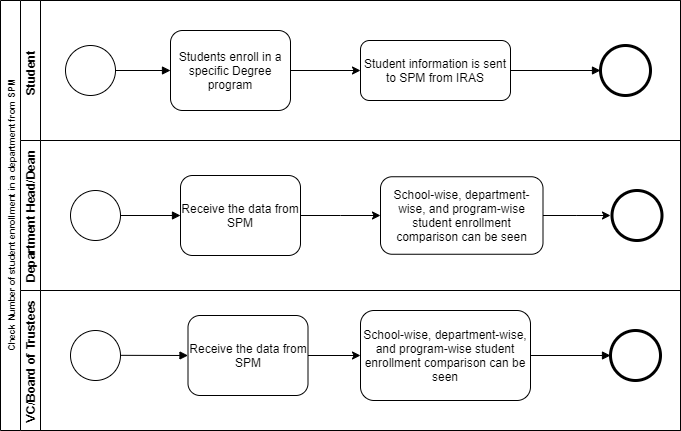 Check Number of student enrollment in a department from SPM
Student
Students enroll in a
specific Degree
program
Student information is sent
to SPM from IRAS
Department Head/Dean
Receive the data from
SPM
School-wise, department-
wise, and program-wise
student enrollment
comparison can be seen
VC/Board of Trustees
Receive the data from
SPM
School-wise, department-wise,
and program-wise student
enrollment comparison can be
seen